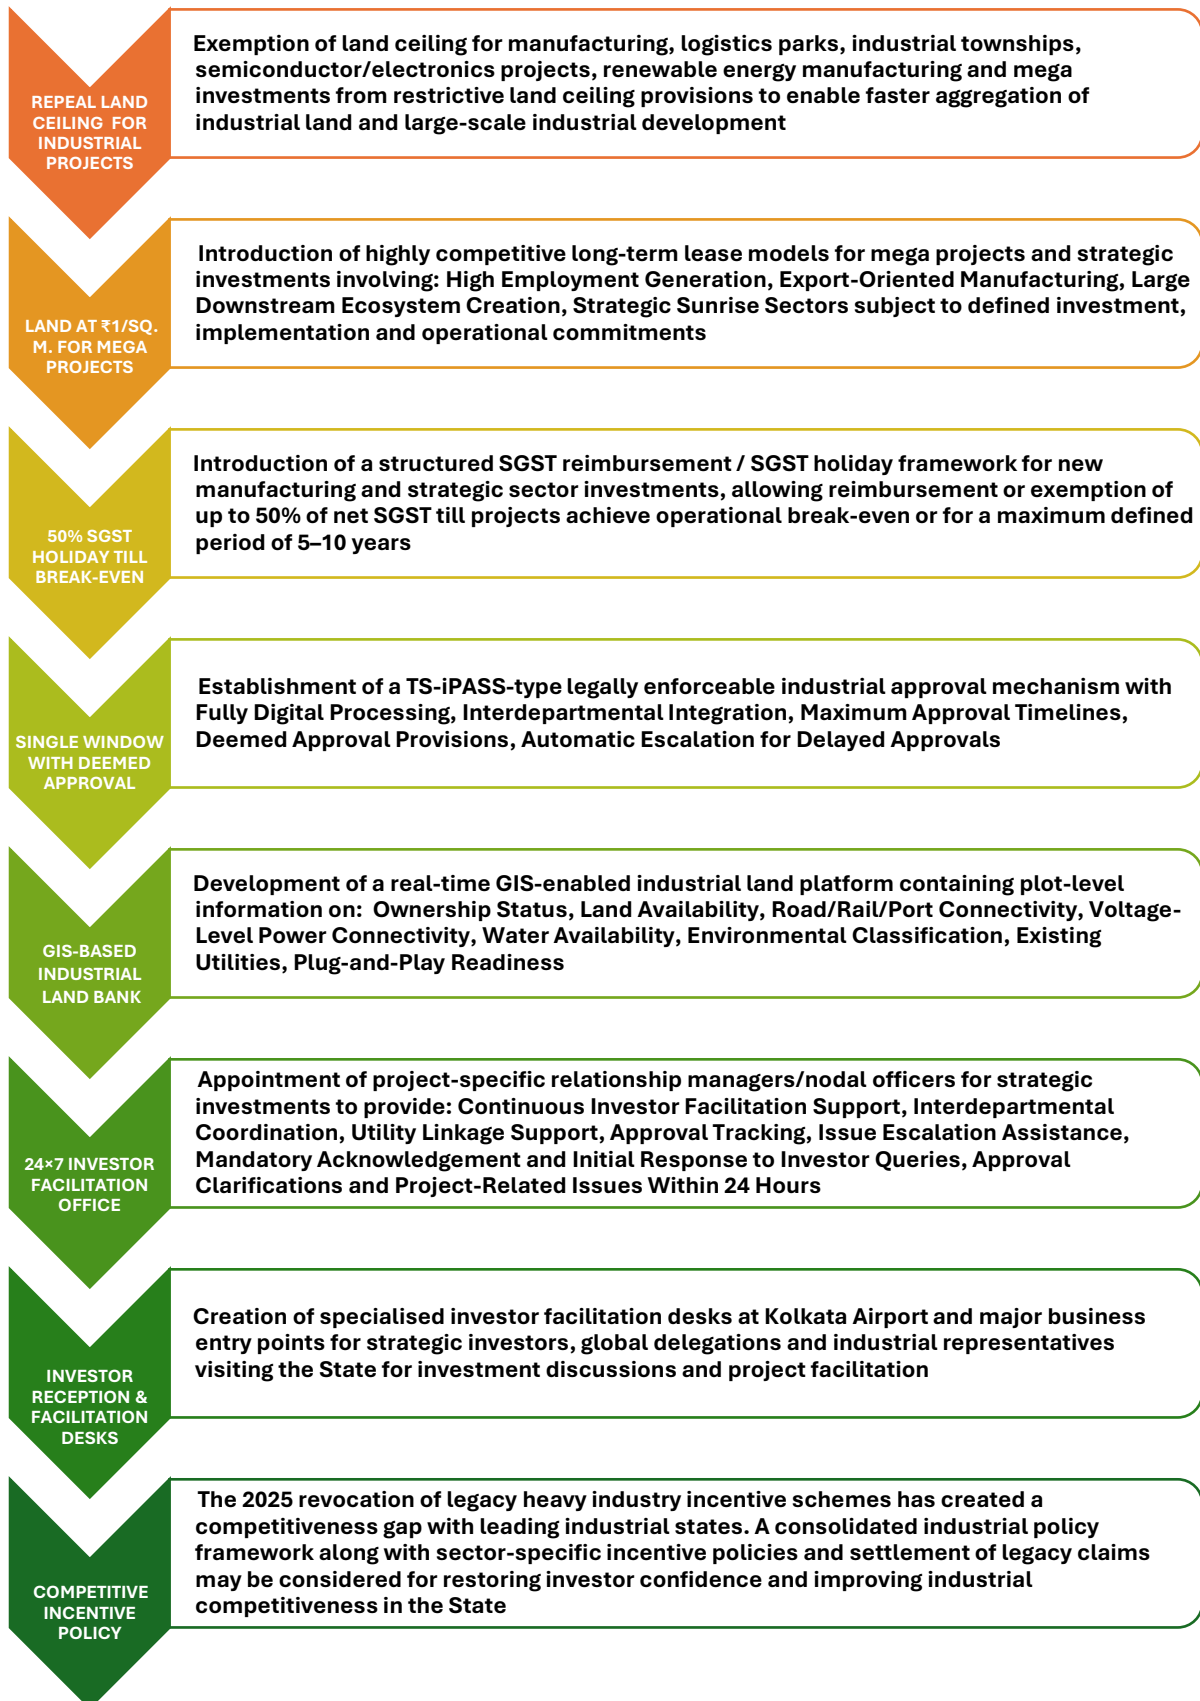 REPEAL LAND
CEILING FOR
INDUSTRIAL
PROJECTS
Exemption of land ceiling for manufacturing, logistics parks, industrial townships,
semiconductor/electronics projects, renewable energy manufacturing and mega
investments from restrictive land ceiling provisions to enable faster aggregation of
industrial land and large-scale industrial development
LAND AT ₹1/SQ.
M. FOR MEGA
PROJECTS
Introduction of highly competitive long-term lease models for mega projects and strategic
investments involving: High Employment Generation, Export-Oriented Manufacturing, Large
Downstream Ecosystem Creation, Strategic Sunrise Sectors subject to defined investment,
implementation and operational commitments
50% SGST
HOLIDAY TILL
BREAK-EVEN
Introduction of a structured SGST reimbursement / SGST holiday framework for new
manufacturing and strategic sector investments, allowing reimbursement or exemption of
up to 50% of net SGST till projects achieve operational break-even or for a maximum defined
period of 5–10 years
SINGLE WINDOW
WITH DEEMED
APPROVAL
Establishment of a TS-iPASS-type legally enforceable industrial approval mechanism with
Fully Digital Processing, Interdepartmental Integration, Maximum Approval Timelines,
Deemed Approval Provisions, Automatic Escalation for Delayed Approvals
GIS-BASED
INDUSTRIAL
LAND BANK
Development of a real-time GIS-enabled industrial land platform containing plot-level
information on: Ownership Status, Land Availability, Road/Rail/Port Connectivity, Voltage-
Level Power Connectivity, Water Availability, Environmental Classification, Existing
Utilities, Plug-and-Play Readiness
24×7 INVESTOR
FACILITATION
OFFICE
Appointment of project-specific relationship managers/nodal officers for strategic
investments to provide: Continuous Investor Facilitation Support, Interdepartmental
Coordination, Utility Linkage Support, Approval Tracking, Issue Escalation Assistance,
Mandatory Acknowledgement and Initial Response to Investor Queries, Approval
Clarifications and Project-Related Issues Within 24 Hours
INVESTOR
RECEPTION &
FACILITATION
DESKS
Creation of specialised investor facilitation desks at Kolkata Airport and major business
entry points for strategic investors, global delegations and industrial representatives
visiting the State for investment discussions and project facilitation
COMPETITIVE
INCENTIVE
POLICY
The 2025 revocation of legacy heavy industry incentive schemes has created a
competitiveness gap with leading industrial states. A consolidated industrial policy
framework along with sector-specific incentive policies and settlement of legacy claims
may be considered for restoring investor confidence and improving industrial
competitiveness in the State